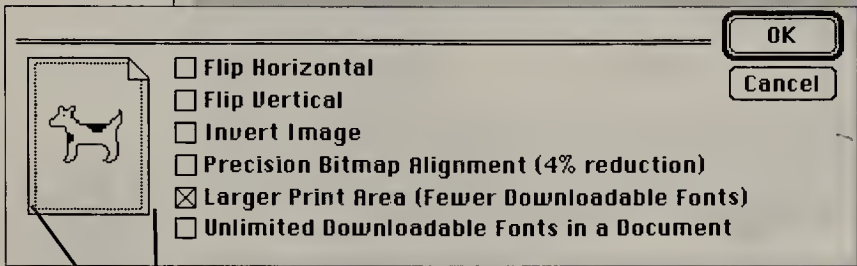 OK
Flip Horizontal
Cancel
Flip Vertical
Invert Image
Precision Bitmap Alignment (4% reduction)
Larger Print Area (Fewer Downloadable Fonts)
Unlimited Downloadable Fonts in a Document